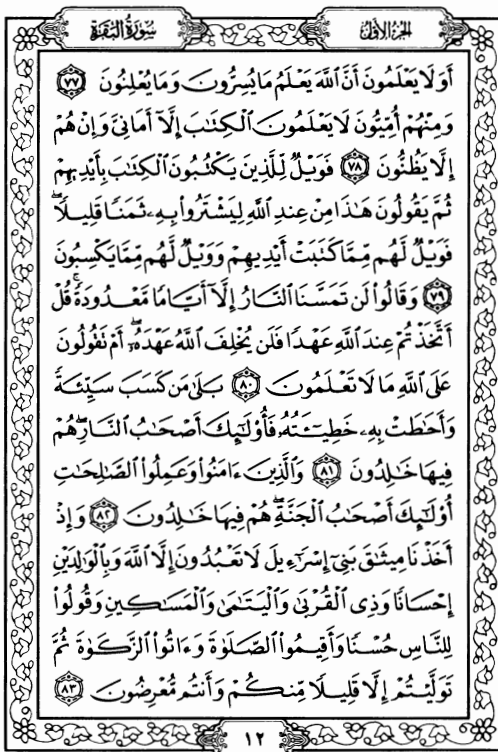 الجزء الأول
سورة البقرة
أَوَلَا يَعْلَمُونَ أَنَّ ٱللَّهَ يَعْلَمُ مَا يُسِرُّونَ وَمَا يُعْلِنُونَ ٧٧
وَمِنْهُمْ أُمِّيُّونَ لَا يَعْلَمُونَ ٱلْكِتَٰبَ إِلَّآ أَمَانِىَّ وَإِنْ هُمْ
إِلَّا يَظُنُّونَ ٧٨ فَوَيْلٌ لِّلَّذِينَ يَكْتُبُونَ ٱلْكِتَٰبَ بِأَيْدِيهِمْ
ثُمَّ يَقُولُونَ هَٰذَا مِنْ عِندِ ٱللَّهِ لِيَشْتَرُوا۟ بِهِۦ ثَمَنًا قَلِيلًا ۖ
فَوَيْلٌ لَّهُم مِّمَّا كَتَبَتْ أَيْدِيهِمْ وَوَيْلٌ لَّهُم مِّمَّا يَكْسِبُونَ
٧٩ وَقَالُوا۟ لَن تَمَسَّنَا ٱلنَّارُ إِلَّآ أَيَّامًا مَّعْدُودَةً ۚ قُلْ
أَتَّخَذْتُمْ عِندَ ٱللَّهِ عَهْدًا فَلَن يُخْلِفَ ٱللَّهُ عَهْدَهُۥٓ ۖ أَمْ تَقُولُونَ
عَلَى ٱللَّهِ مَا لَا تَعْلَمُونَ ٨٠ بَلَىٰ مَن كَسَبَ سَيِّئَةً
وَأَحَٰطَتْ بِهِۦ خَطِيٓـَٔتُهُۥ فَأُو۟لَٰٓئِكَ أَصْحَٰبُ ٱلنَّارِ ۖ هُمْ
فِيهَا خَٰلِدُونَ ٨١ وَٱلَّذِينَ ءَامَنُوا۟ وَعَمِلُوا۟ ٱلصَّٰلِحَٰتِ
أُو۟لَٰٓئِكَ أَصْحَٰبُ ٱلْجَنَّةِ ۖ هُمْ فِيهَا خَٰلِدُونَ ٨٢ وَإِذْ
أَخَذْنَا مِيثَٰقَ بَنِىٓ إِسْرَٰٓءِيلَ لَا تَعْبُدُونَ إِلَّا ٱللَّهَ وَبِٱلْوَٰلِدَيْنِ
إِحْسَانًا وَذِى ٱلْقُرْبَىٰ وَٱلْيَتَٰمَىٰ وَٱلْمَسَٰكِينِ وَقُولُوا۟
لِلنَّاسِ حُسْنًا وَأَقِيمُوا۟ ٱلصَّلَوٰةَ وَءَاتُوا۟ ٱلزَّكَوٰةَ ثُمَّ
تَوَلَّيْتُمْ إِلَّا قَلِيلًا مِّنكُمْ وَأَنتُم مُّعْرِضُونَ ٨٣
١٢